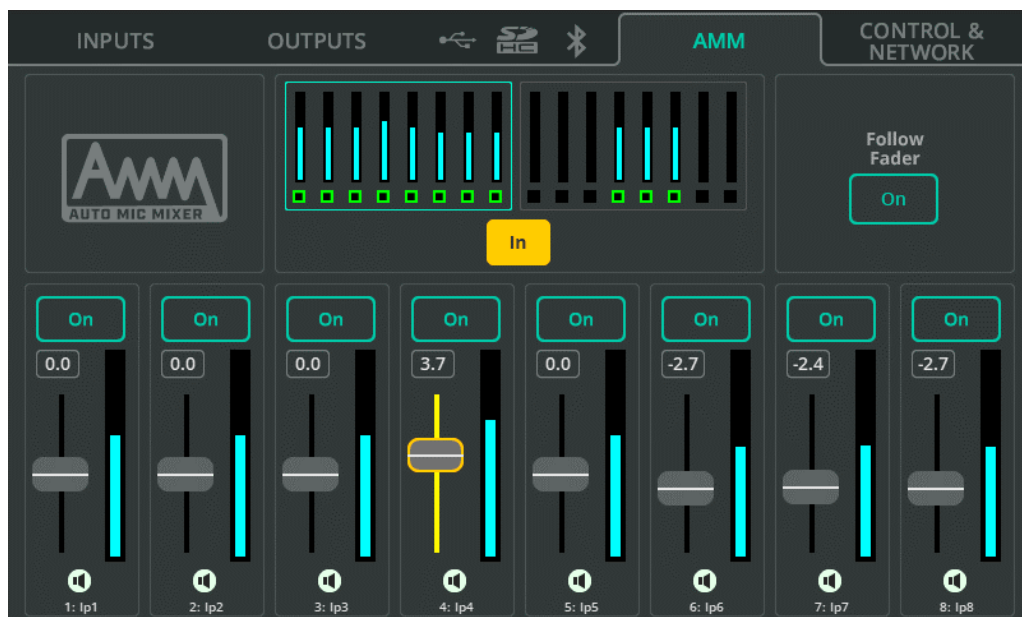 INPUTS
OUTPUTS
SD
HC
AMM
CONTROL &
NETWORK
AMM
AUTO MIC MIXER
In
Follow
Fader
On
On
On
On
On
On
On
On
On
0.0
0.0
0.0
3.7
0.0
-2.7
-2.4
-2.7
1: Ip1
2: Ip2
3: Ip3
4: Ip4
5: Ip5
6: Ip6
7: Ip7
8: Ip8